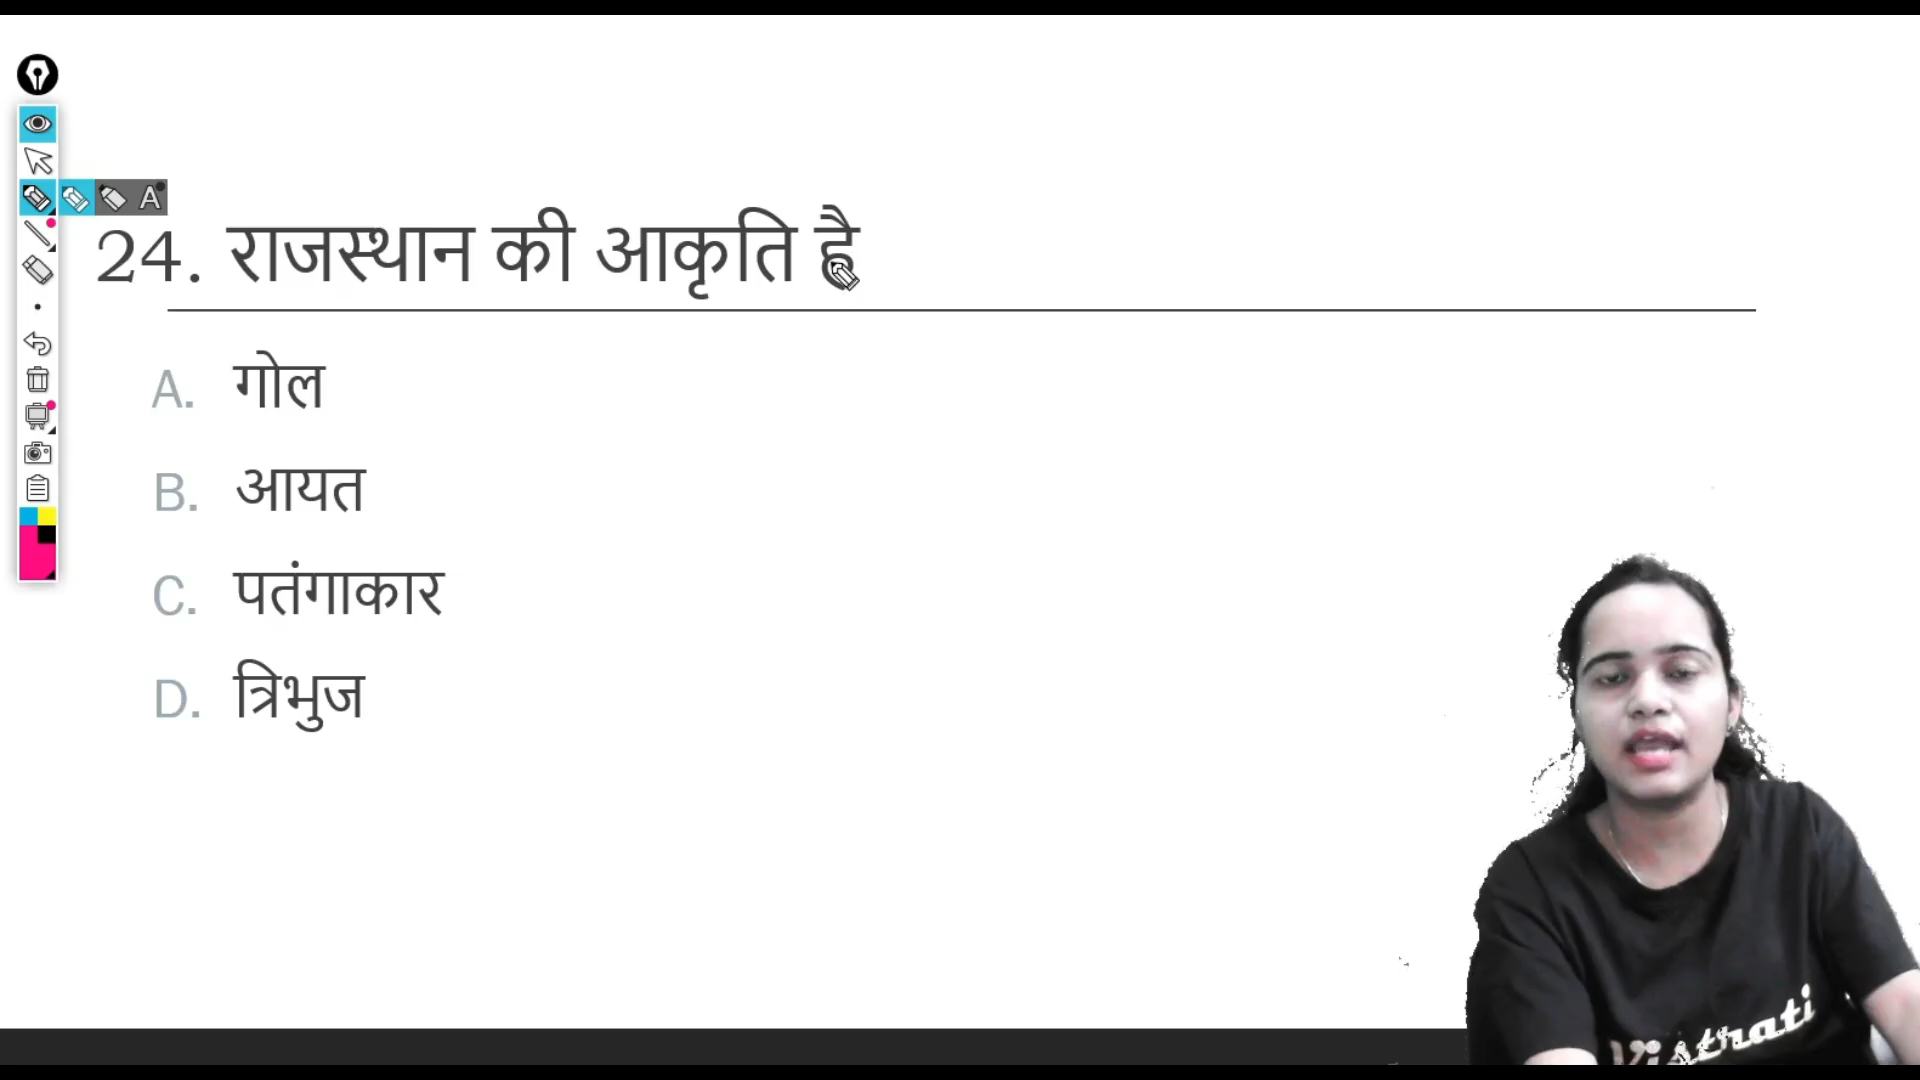 24. राजस्थान की आकृति है
A. गोल
B. आयत
C. पतंगाकार
D. त्रिभुज